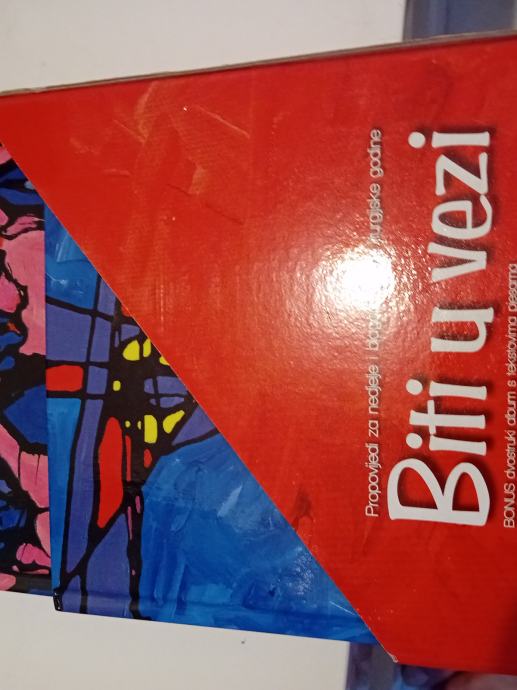 Propovijedi za nedjelje i godine
Biti u vezi
BONUS dvostruki album s tekstovima pjesama